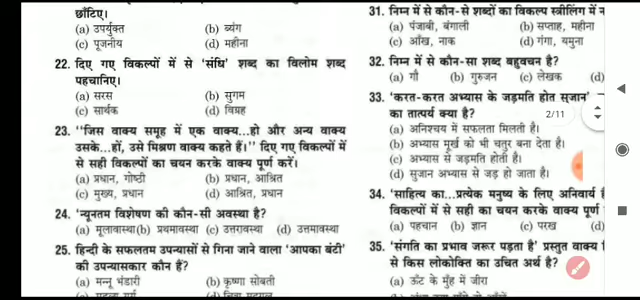 छाँटिए।
(a) उपर्युक्त (b) व्यंग
(c) पूजनीय (d) महीना
22. दिए गए विकल्पों में से 'संधि' शब्द का विलोम शब्द
पहचानिए।
(a) सरस (b) सुगम
(c) सार्थक (d) विग्रह
23. "जिस वाक्य समूह में एक वाक्य...हो और अन्य वाक्य
उसके...हों, उसे मिश्रण वाक्य कहते हैं।" दिए गए विकल्पों में
से सही विकल्पों का चयन करके वाक्य पूर्ण करें।
(a) प्रधान, गोष्ठी (b) प्रधान, आश्रित
(c) मुख्य, प्रधान (d) आश्रित, प्रधान
24. 'न्यूनतम विशेषण की कौन-सी अवस्था है?
(a) मूलावास्था (b) प्रथमावस्था (c) उत्तरावस्था (d) उत्तमावस्था
25. हिन्दी के सफलतम उपन्यासों से गिना जाने वाला 'आपका बंटी'
की उपन्यासकार कौन हैं?
(a) मन्नू भंडारी (b) कृष्णा सोबती
31. निम्न में से कौन-से शब्दों का विकल्प स्त्रीलिंग में न
(a) पंजाबी, बंगाली (b) सप्ताह, महीना
(c) आँख, नाक (d) गंगा, यमुना
32. निम्न में से कौन-सा शब्द बहुवचन है?
(a) गौ (b) गुरुजन (c) लेखक (d)
33. 'करत-करत अभ्यास के जड़मति होत सुजान'
का तात्पर्य क्या है?
2/11
(a) अनिश्चय में सफलता मिलती है।
(b) अभ्यास मूर्ख को भी चतुर बना देता है।
(c) अभ्यास से जड़मति होती है।
(d) सुजान अभ्यास से जड़ हो जाता है।
34. 'साहित्य का...प्रत्येक मनुष्य के लिए अनिवार्य
विकल्पों में से सही का चयन करके वाक्य पूर्ण
(a) पहचान (b) ज्ञान (c) परख (d)
35. 'संगति का प्रभाव जरूर पड़ता है' प्रस्तुत वाक्य
से किस लोकोक्ति का उचित अर्थ है?
(a) ऊँट के मुँह में जीरा